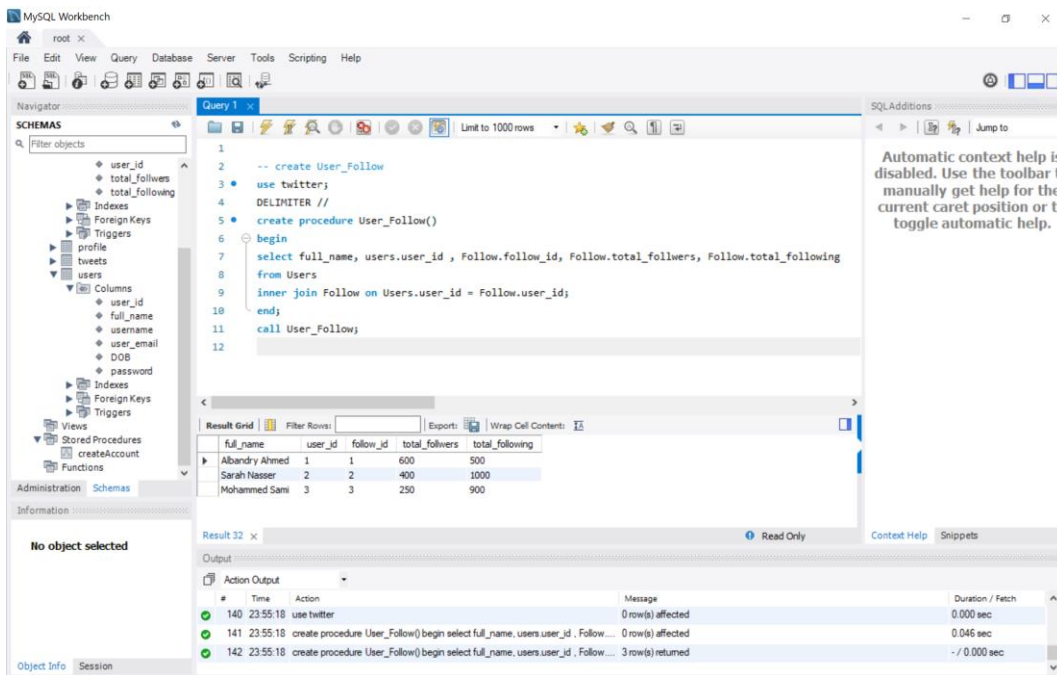 MySQL Workbench
root
File Edit View Query Database Server Tools Scripting Help
Navigator
SCHEMAS
Filter objects
user_id
total_follwers
total_following
Indexes
Foreign Keys
Triggers
profile
tweets
users
Columns
user_id
full_name
username
user_email
DOB
password
Indexes
Foreign Keys
Triggers
Views
Stored Procedures
createAccount
Functions
Administration Schemas
Information
No object selected
Object Info Session
Query 1
Limit to 1000 rows
1
2 -- create User_Follow
3 use twitter;
4 DELIMITER //
5 create procedure User_Follow()
6 begin
7 select full_name, users.user_id , Follow.follow_id, Follow.total_follwers, Follow.total_following
8 from Users
9 inner join Follow on Users.user_id = Follow.user_id;
10 end;
11 call User_Follow;
12
Result Grid Filter Rows: Export: Wrap Cell Content:
full_name user_id follow_id total_follwers total_following
Albandry Ahmed 1 1 600 500
Sarah Nasser 2 2 400 1000
Mohammed Sami 3 3 250 900
Result 32 Read Only
Output
Action Output
# Time Action Message Duration / Fetch
140 23:55:18 use twitter 0 row(s) affected 0.000 sec
141 23:55:18 create procedure User_Follow() begin select full_name, users.user_id , Follow.... 0 row(s) affected 0.046 sec
142 23:55:18 create procedure User_Follow() begin select full_name, users.user_id , Follow.... 3 row(s) returned - / 0.000 sec
SQLAdditions
Jump to
Automatic context help is
disabled. Use the toolbar t
manually get help for the
current caret position or t
toggle automatic help.
Context Help Snippets